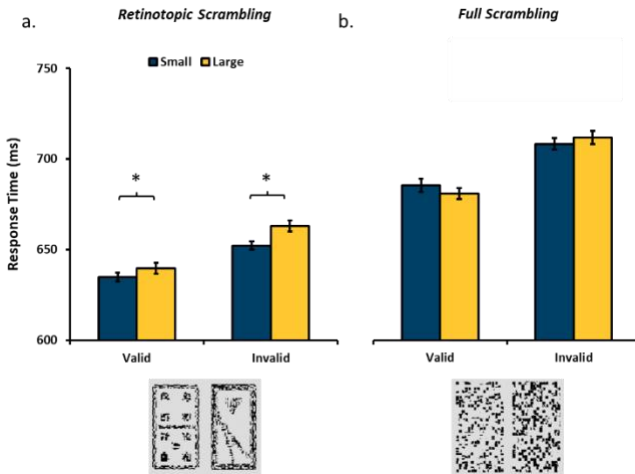 a.
Retinotopic Scrambling
b.
Full Scrambling
Small
Large
Response Time (ms)
750
700
650
600
*
*
Valid
Invalid
Valid
Invalid